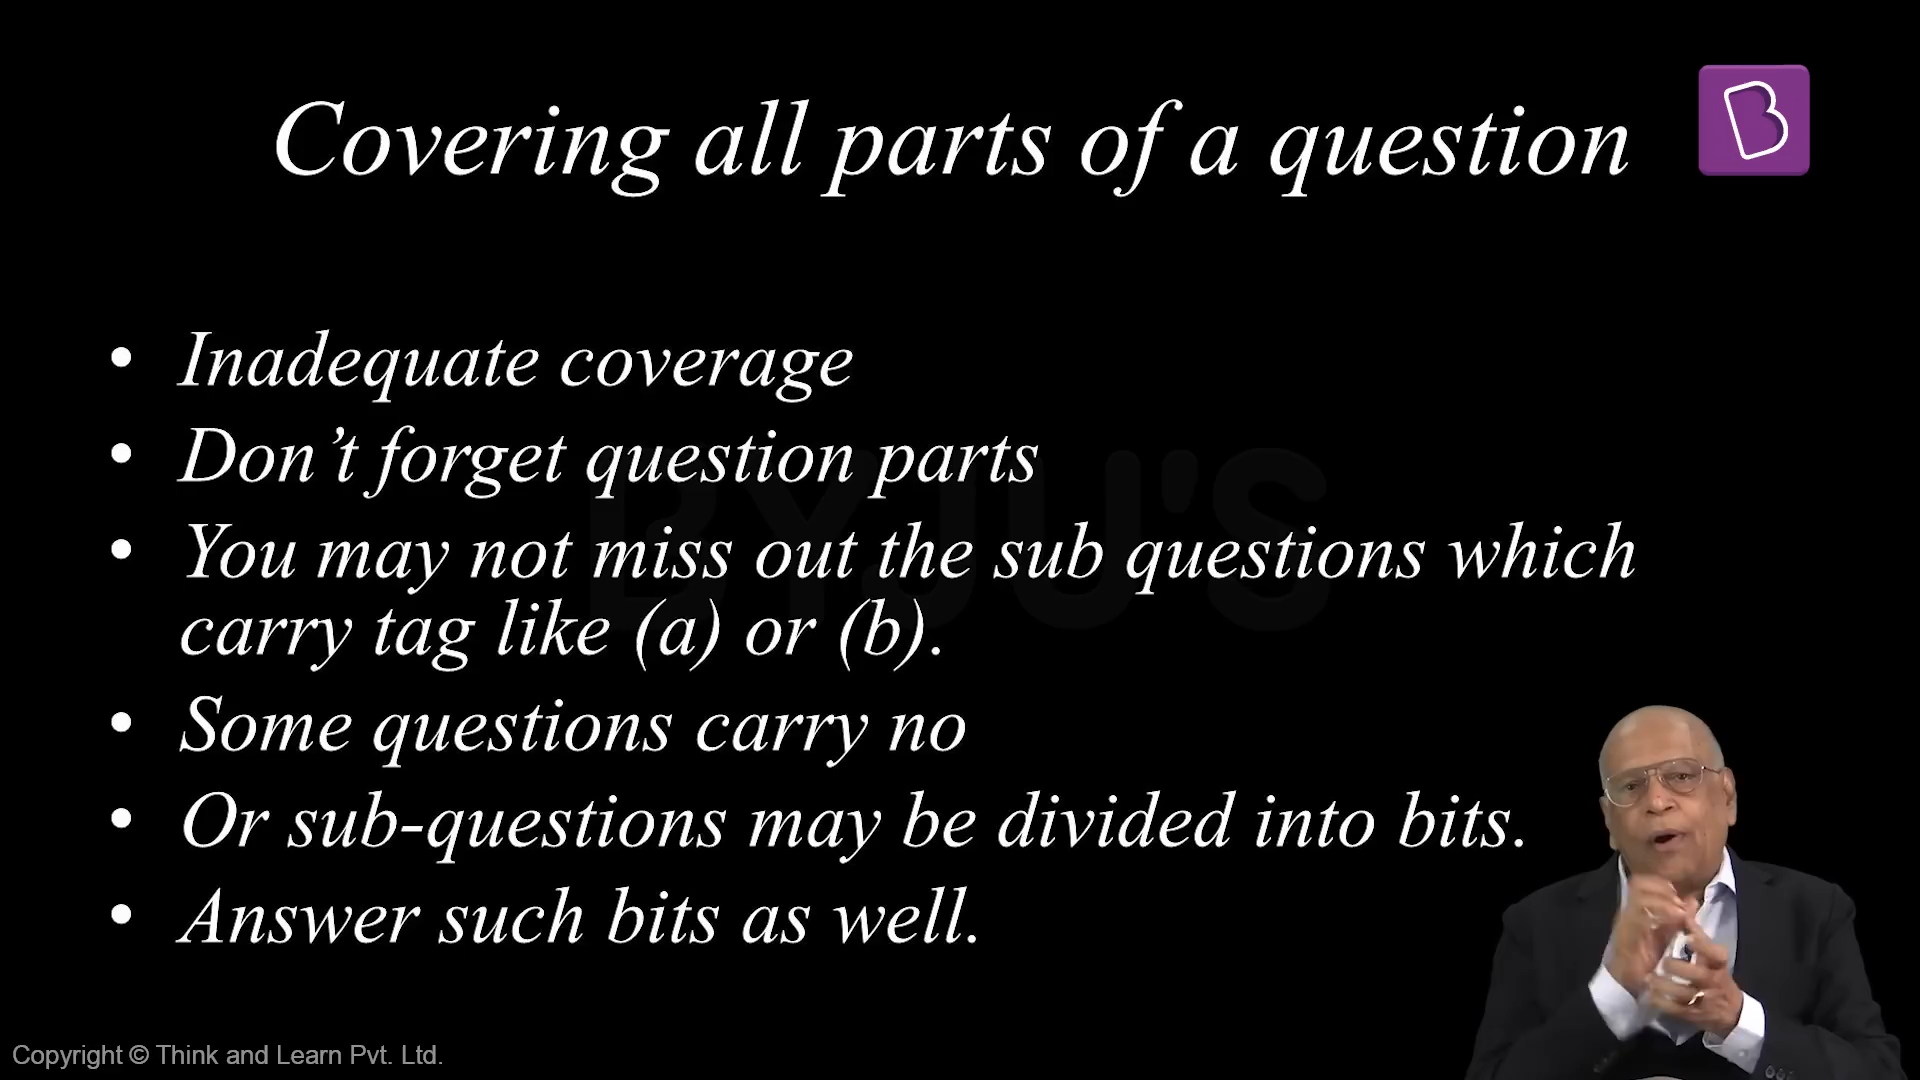 Covering all parts of a question
• Inadequate coverage
• Don’t forget question parts
• You may not miss out the sub questions which
carry tag like (a) or (b).
• Some questions carry no
• Or sub-questions may be divided into bits.
• Answer such bits as well.
BYJU'S
Copyright © Think and Learn Pvt. Ltd.